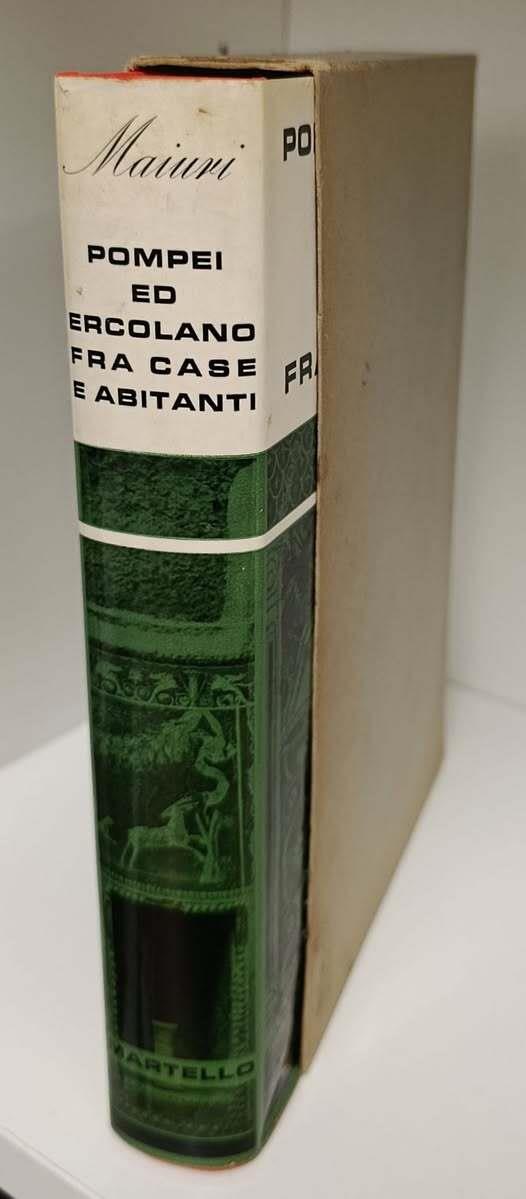 Maiuri
POMPEI
ED
ERCOLANO
FRA CASE
E ABITANTI
MARTELLO
PO
FRA